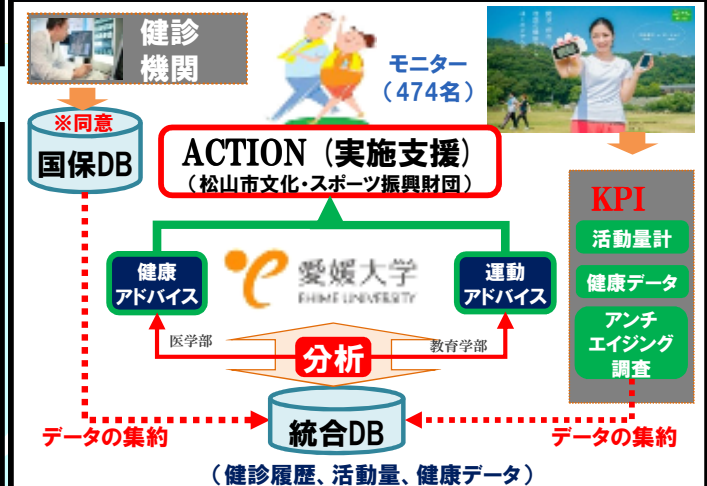 健診
機関
モニター
（474名）
※同意
国保DB
ACTION（実施支援）
（松山市文化・スポーツ振興財団）
KPI
活動量計
健康データ
アンチ
エイジング
調査
健康
アドバイス
愛媛大学
EHIME UNIVERSITY
運動
アドバイス
医学部
分析
教育学部
統合DB
データの集約
データの集約
（健診履歴、活動量、健康データ）